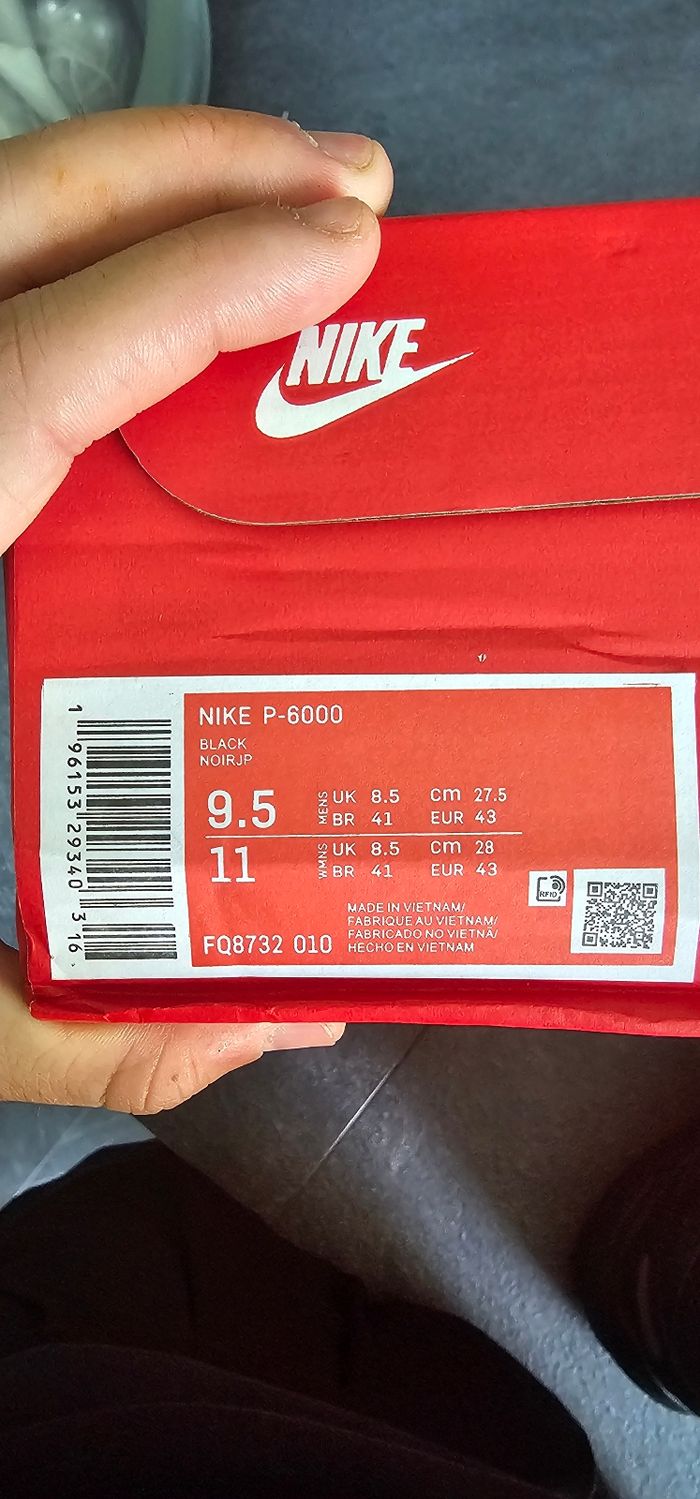 NIKE
NIKE P-6000
BLACK
NOIRJP
9.5 MENS UK 8.5 cm 27.5
BR 41 EUR 43
11 WMNS UK 8.5 cm 28
BR 41 EUR 43
RFID
MADE IN VIETNAM/
FABRIQUE AU VIETNAM/
FABRICADO NO VIETNÃ/
HECHO EN VIETNAM
FQ8732 010
1 96153 29340 3 16